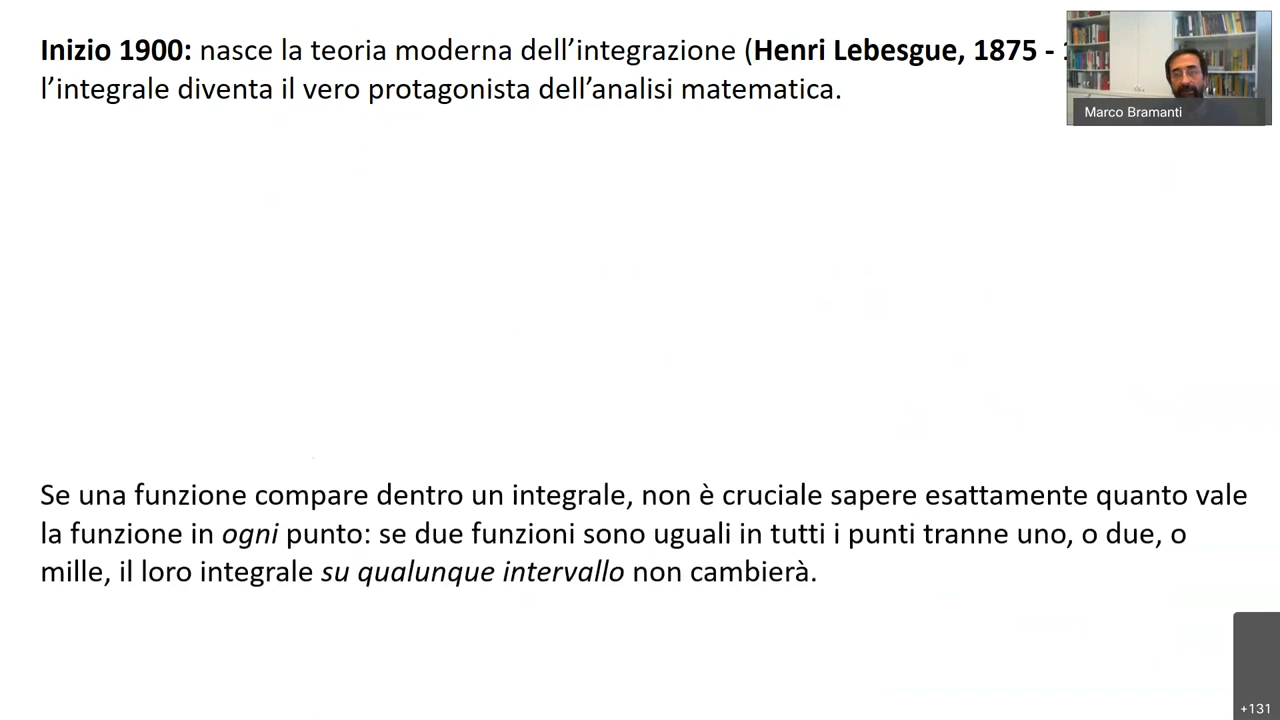 Inizio 1900: nasce la teoria moderna dell'integrazione (Henri Lebesgue, 1875 -
l'integrale diventa il vero protagonista dell'analisi matematica.
Marco Bramanti
Se una funzione compare dentro un integrale, non è cruciale sapere esattamente quanto vale
la funzione in ogni punto: se due funzioni sono uguali in tutti i punti tranne uno, o due, o
mille, il loro integrale su qualunque intervallo non cambierà.
+131